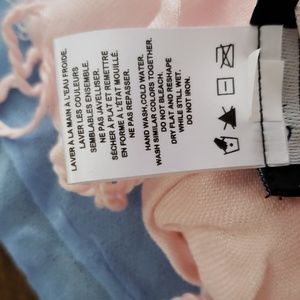 LAVER À LA MAIN À L'EAU FROIDE.
LAVER LES COULEURS
SEMBLABLES ENSEMBLE.
NE PAS JAVELLISER,
SÉCHER À PLAT ET REMETTRE
EN FORME À L'ÉTAT MOUILLÉ.
NE PAS REPASSER.
HAND WASH,COLD WATER.
WASH SIMILAR COLORS TOGETHER.
DO NOT BLEACH.
DRY FLAT AND RESHAPE
WHILE STILL WET.
DO NOT IRON.